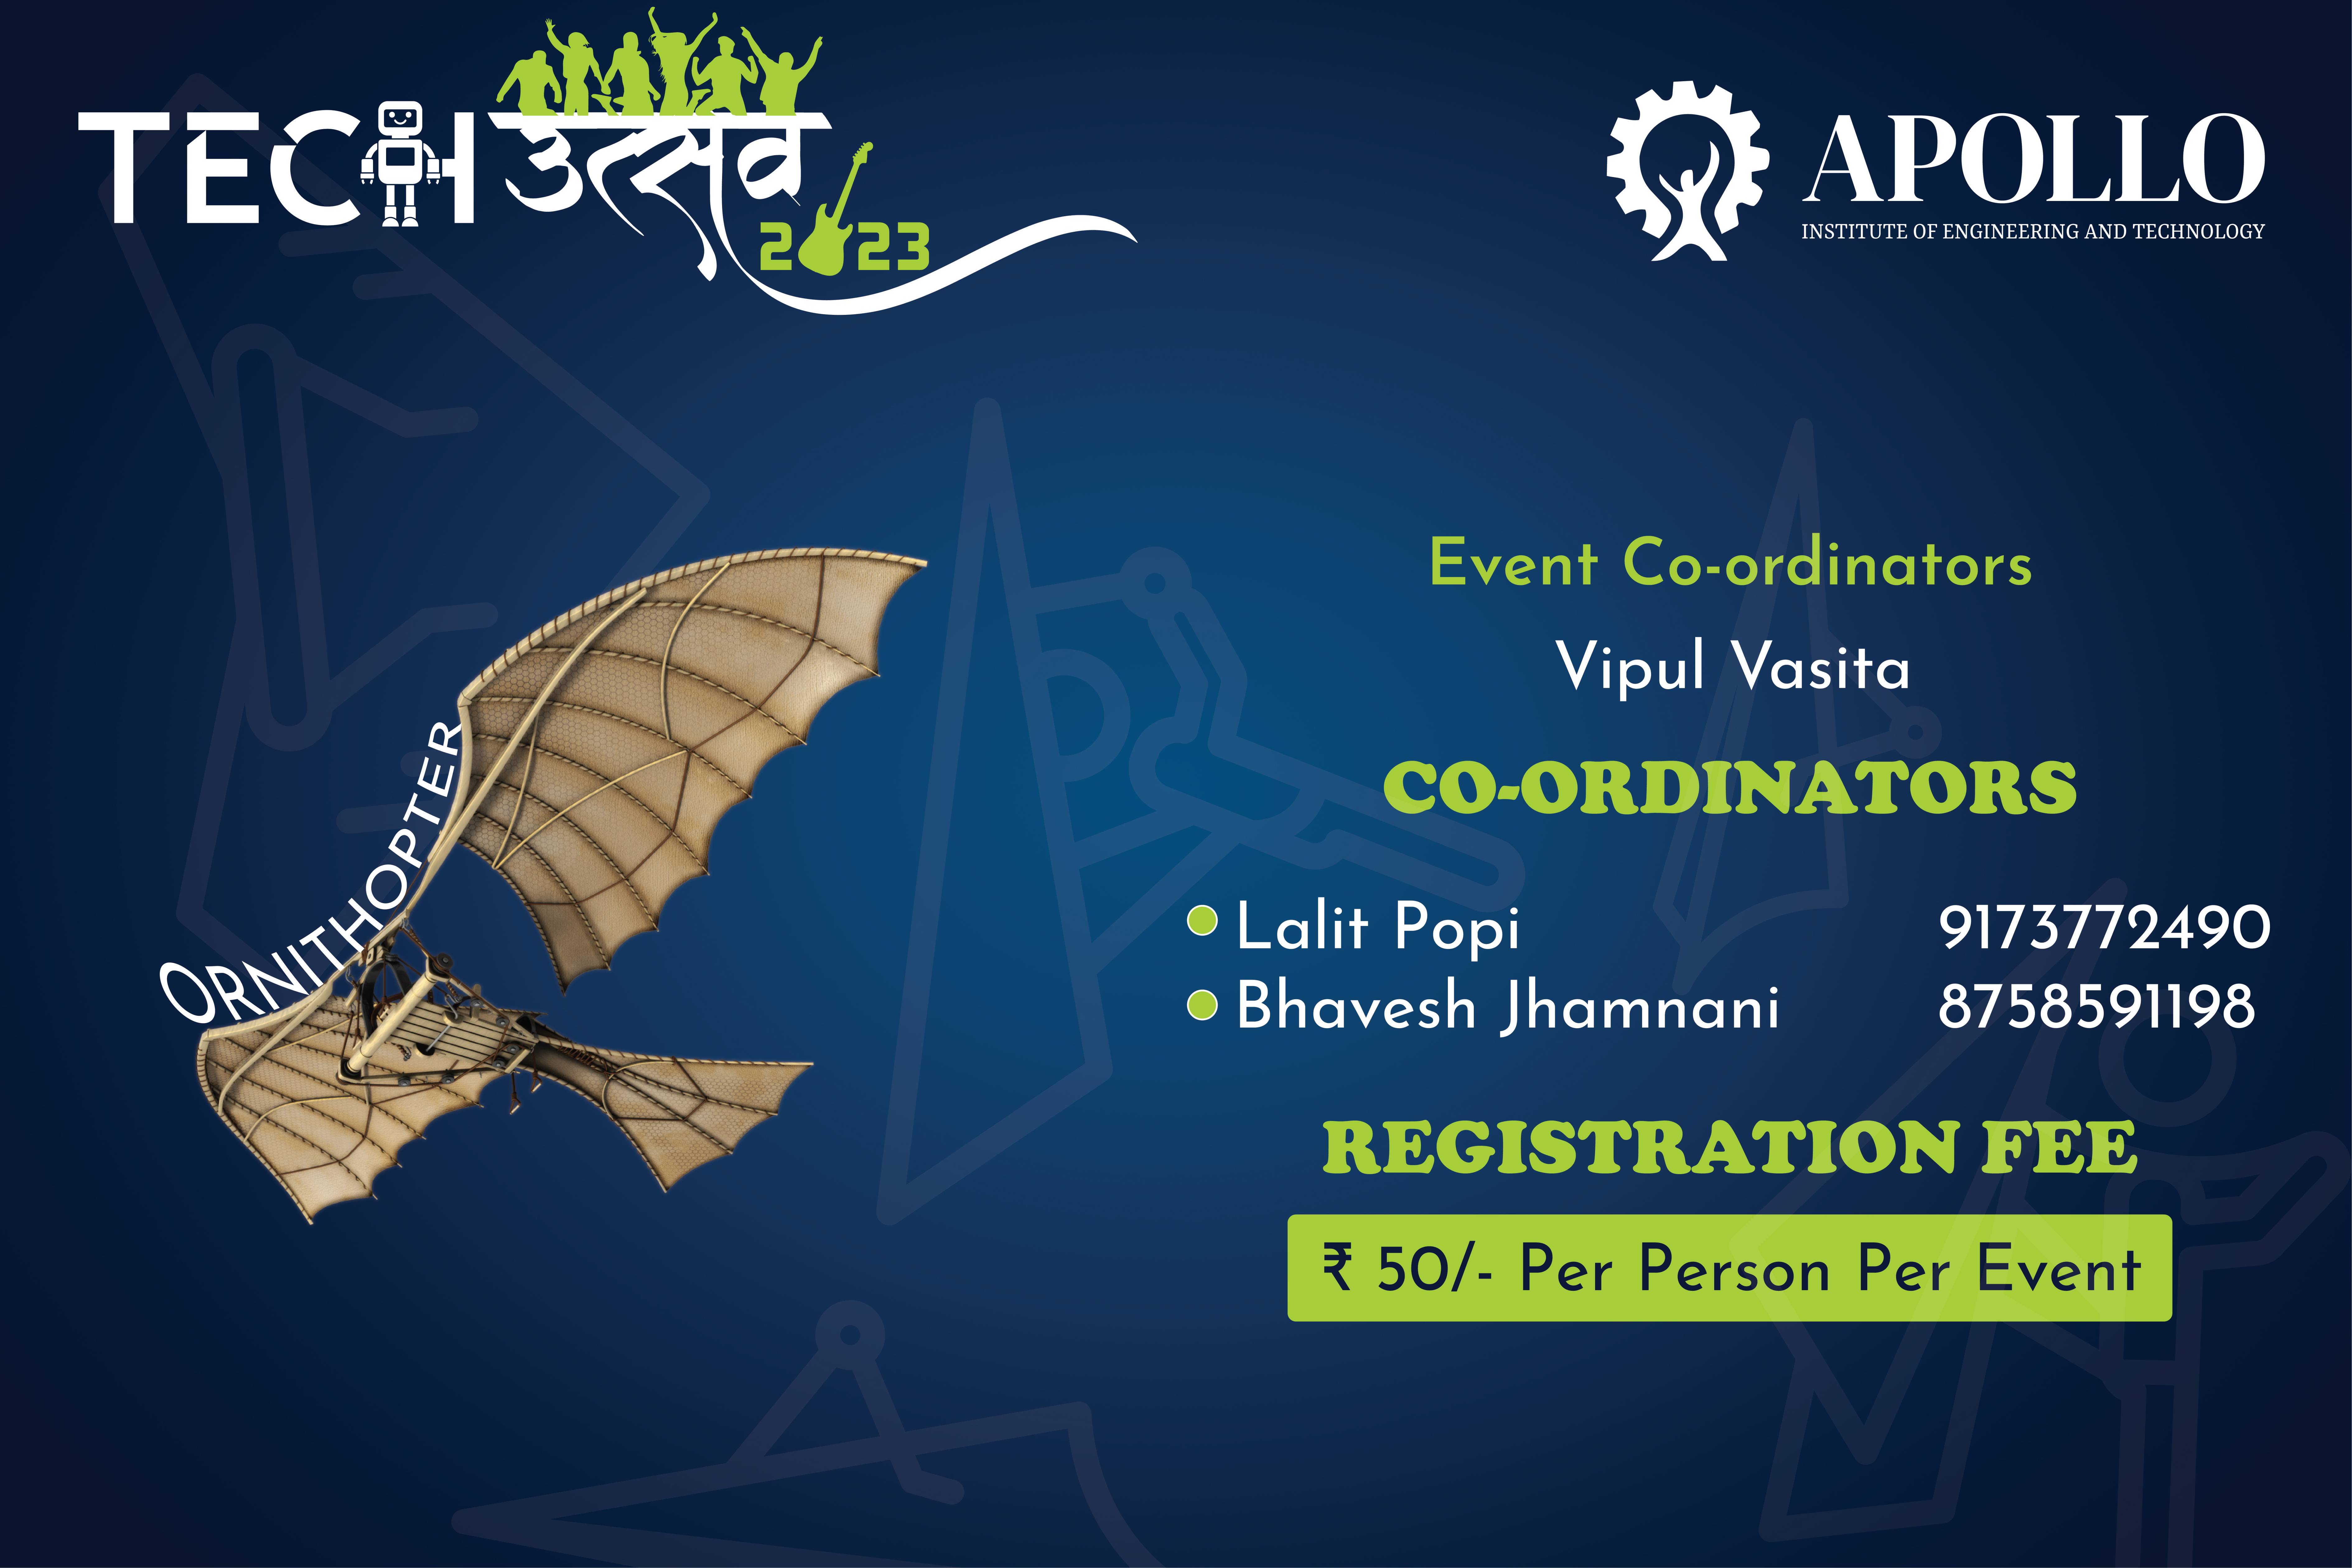 TECH उत्सव
2023
APOLLO
INSTITUTE OF ENGINEERING AND TECHNOLOGY
ORNITHOPTER
Event Co-ordinators
Vipul Vasita
CO-ORDINATORS
Lalit Popi 9173772490
Bhavesh Jhamnani 8758591198
REGISTRATION FEE
₹ 50/- Per Person Per Event